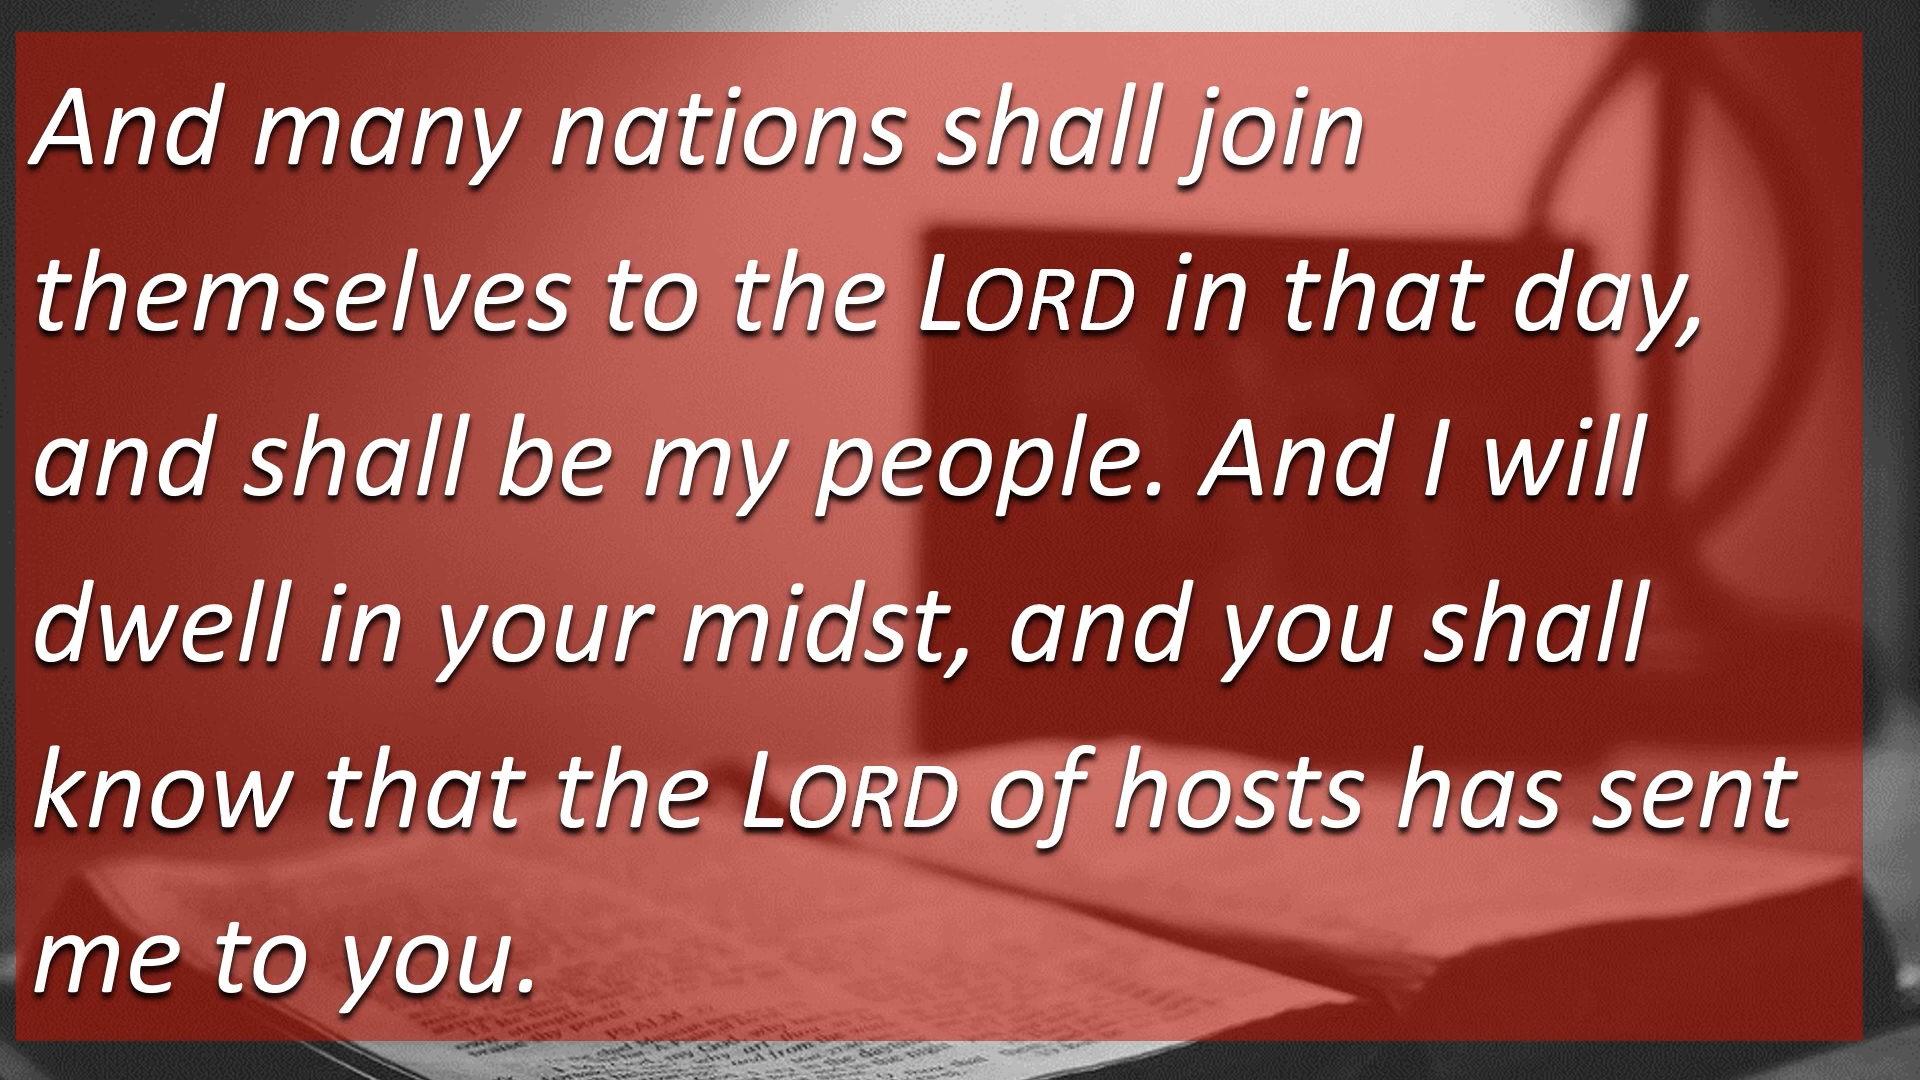 And many nations shall join
themselves to the LORD in that day,
and shall be my people. And I will
dwell in your midst, and you shall
know that the LORD of hosts has sent
me to you.
PSALM